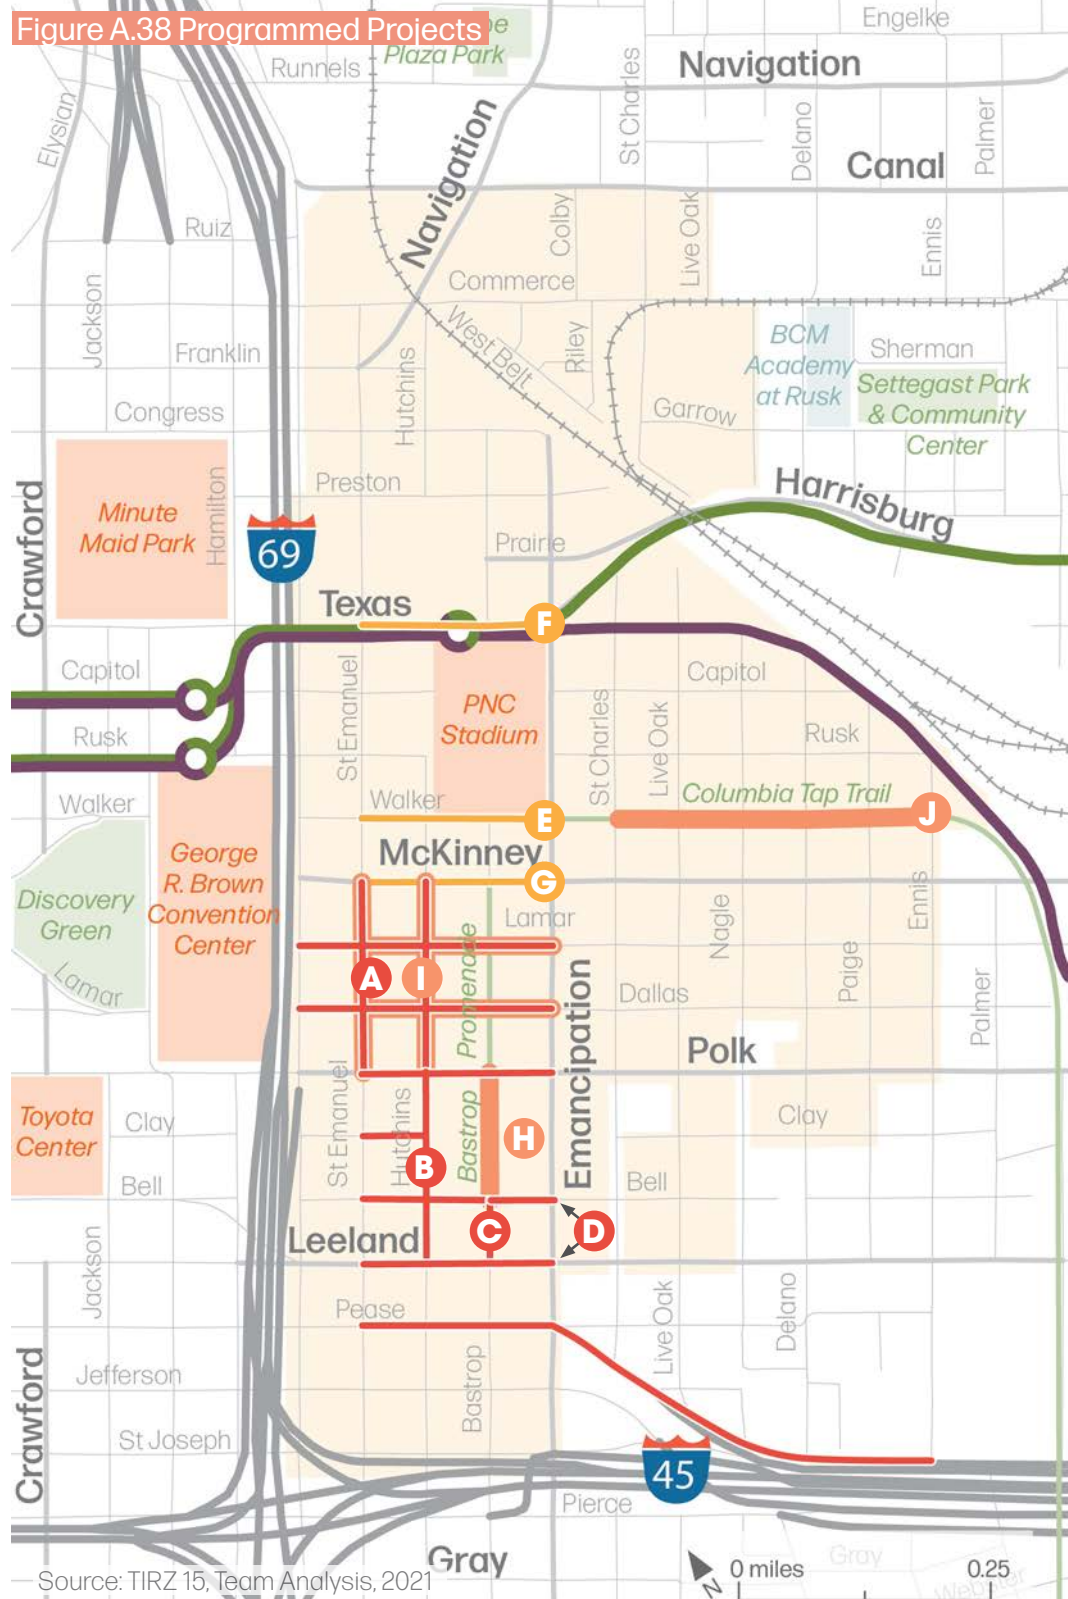 Figure A.38 Programmed Projects
Plaza Park
Engelke
Runnels
Navigation
St Charles
Elysian
Navigation
Delano
Palmer
Canal
Ruiz
Colby
Live Oak
Ennis
Commerce
Jackson
Franklin
West Belt
Riley
BCM
Academy
at Rusk
Sherman
Settegast Park
& Community
Center
Hutchins
Congress
Garrow
Crawford
Minute
Maid Park
Hamilton
Preston
Harrisburg
69
Prairie
Texas
F
Capitol
St Emanuel
PNC
Stadium
Capitol
Rusk
St Charles
Live Oak
Rusk
Walker
Walker
E
Columbia Tap Trail
J
George
R. Brown
Convention
Center
McKinney
G
Discovery
Green
Lamar
Lamar
Promenade
Nagle
Ennis
A
I
Dallas
Paige
Palmer
Emancipation
Polk
Toyota
Center
Clay
St Emanuel
Hutchins
Bastrop
H
Clay
B
Bell
Bell
Leeland
C
D
Jackson
Pease
Live Oak
Delano
Crawford
Jefferson
Bastrop
St Joseph
45
Pierce
Gray
Gray
N
0 miles
0.25
Webster
Source: TIRZ 15, Team Analysis, 2021